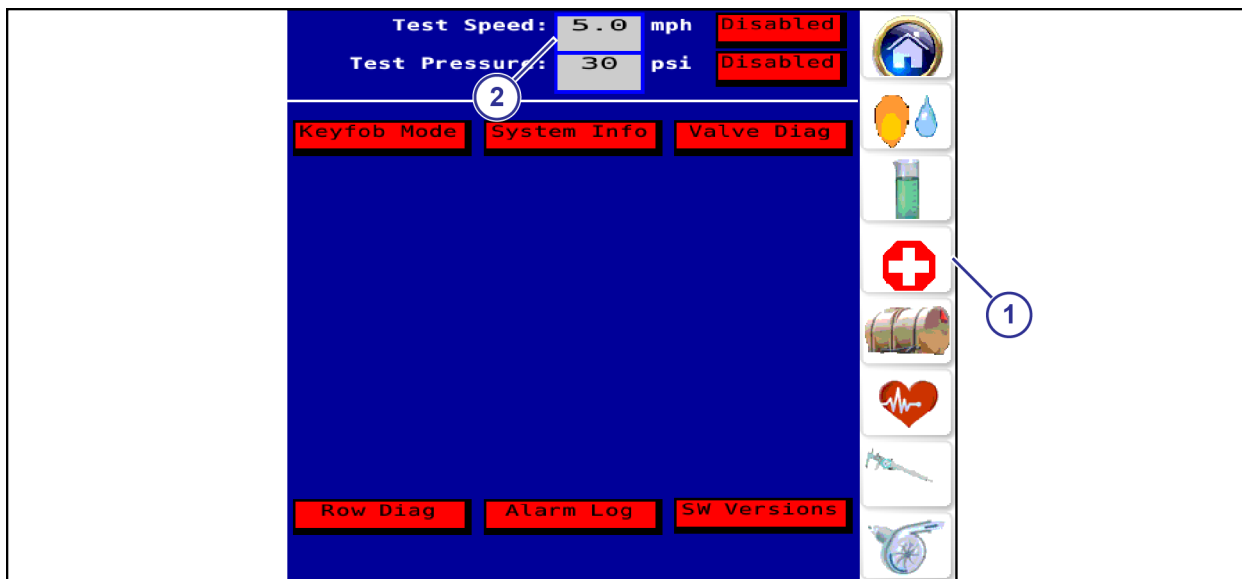 Test Speed: 5.0 mph Disabled
Test Pressure: 30 psi Disabled
2
Keyfob Mode System Info Valve Diag
1
Row Diag Alarm Log SW Versions